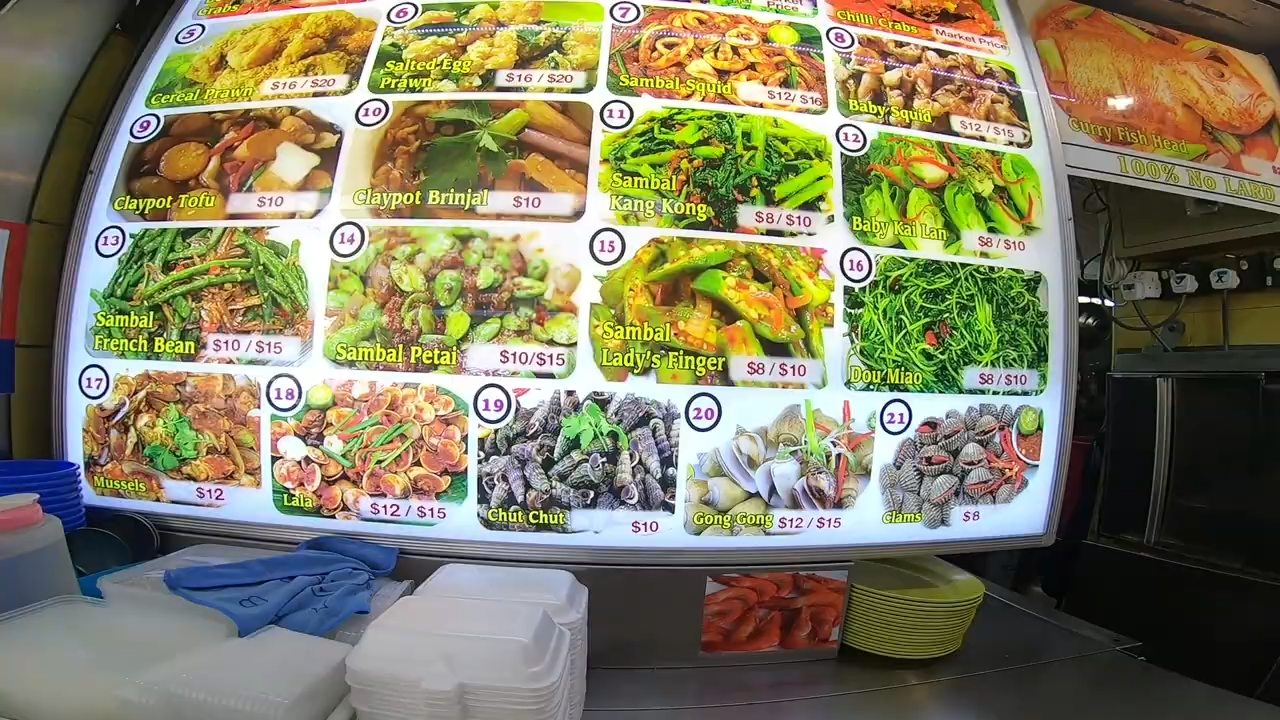 Crabs
Market
Price
Chilli Crabs
Market Price
5
Cereal Prawn
$16 / $20
6
Salted Egg
Prawn
$16 / $20
7
Sambal Squid
$12/ $16
8
Baby Squid
$12 / $15
Curry Fish Head
100% No LARD
9
Claypot Tofu
$10
10
Claypot Brinjal
$10
11
Sambal
Kang Kong
$8 / $10
12
Baby Kai Lan
$8 / $10
13
Sambal
French Bean
$10 / $15
14
Sambal Petai
$10/$15
15
Sambal
Lady's Finger
$8 / $10
16
Dou Miao
$8 / $10
17
Mussels
$12
18
Lala
$12 / $15
19
Chut Chut
$10
20
Gong Gong
$12 / $15
21
Clams
$8